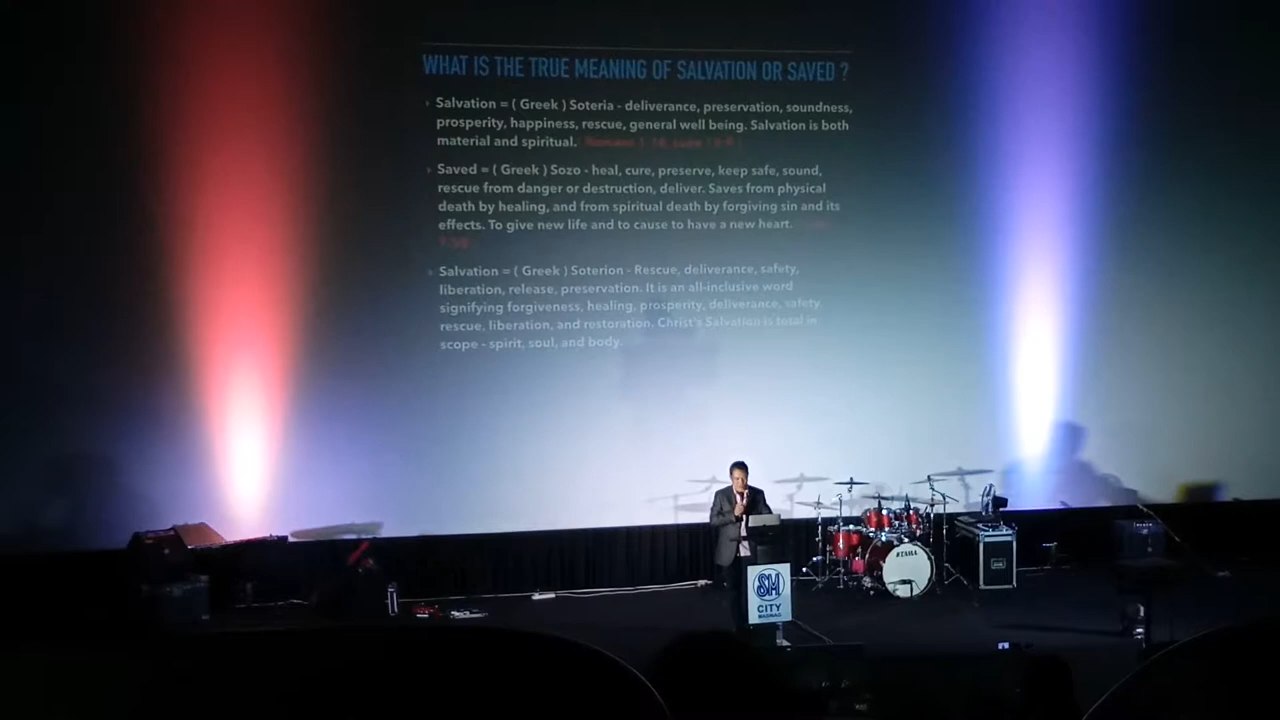 WHAT IS THE TRUE MEANING OF SALVATION OR SAVED ?
Salvation = ( Greek ) Soteria - deliverance, preservation, soundness,
prosperity, happiness, rescue, general well being. Salvation is both
material and spiritual.
Saved = ( Greek ) Sozo - heal, cure, preserve, keep safe, sound,
rescue from danger or destruction, deliver. Saves from physical
death by healing, and from spiritual death by forgiving sin and its
effects. To give new life and to cause to have a new heart.
Salvation = ( Greek ) Soterion - Rescue, deliverance, safety,
liberation, release, preservation. It is an all-inclusive word
signifying forgiveness, healing, prosperity, deliverance, safety
rescue, liberation, and restoration. Christ's Salvation is total in
scope - spirit, soul, and body.
TAMA
SM
CITY